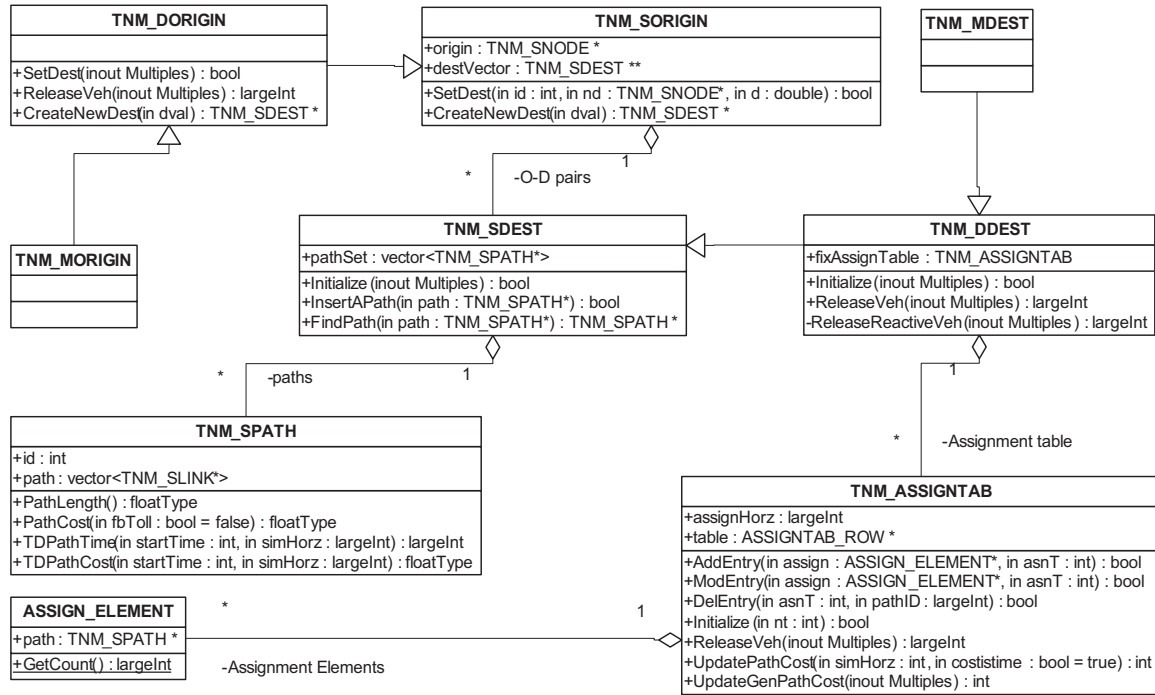 TNM_DORIGIN
+SetDest(inout Multiples) : bool
+ReleaseVeh(inout Multiples) : largeInt
+CreateNewDest(in dval) : TNM_SDEST *
TNM_SORIGIN
+origin : TNM_SNODE *
+destVector : TNM_SDEST **
+SetDest(in id : int, in nd : TNM_SNODE*, in d : double) : bool
+CreateNewDest(in dval) : TNM_SDEST *
TNM_MDEST
1
*
-O-D pairs
TNM_MORIGIN
TNM_SDEST
+pathSet : vector<TNM_SPATH*>
+Initialize(inout Multiples) : bool
+InsertAPath(in path : TNM_SPATH*) : bool
+FindPath(in path : TNM_SPATH*) : TNM_SPATH *
TNM_DDEST
+fixAssignTable : TNM_ASSIGNTAB
+Initialize(inout Multiples) : bool
+ReleaseVeh(inout Multiples) : largeInt
-ReleaseReactiveVeh(inout Multiples) : largeInt
*
-paths
1
1
*
-Assignment table
TNM_SPATH
+id : int
+path : vector<TNM_SLINK*>
+PathLength() : floatType
+PathCost(in fbToll : bool = false) : floatType
+TDPathTime(in startTime : int, in simHorz : largeInt) : largeInt
+TDPathCost(in startTime : int, in simHorz : largeInt) : floatType
TNM_ASSIGNTAB
+assignHorz : largeInt
+table : ASSIGNTAB_ROW *
+AddEntry(in assign : ASSIGN_ELEMENT*, in asnT : int) : bool
+ModEntry(in assign : ASSIGN_ELEMENT*, in asnT : int) : bool
+DelEntry(in asnT : int, in pathID : largeInt) : bool
+Initialize(in nt : int) : bool
+ReleaseVeh(inout Multiples) : largeInt
+UpdatePathCost(in simHorz : int, in costistime : bool = true) : int
+UpdateGenPathCost(inout Multiples) : int
ASSIGN_ELEMENT
+path : TNM_SPATH *
+GetCount() : largeInt
*
1
-Assignment Elements